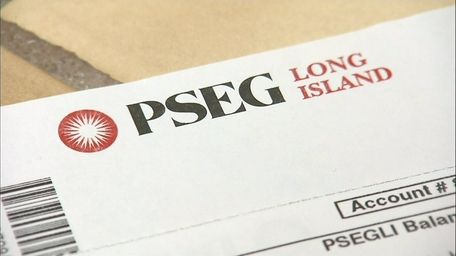 PSEG LONG
ISLAND
Account #
PSEGLI Balan